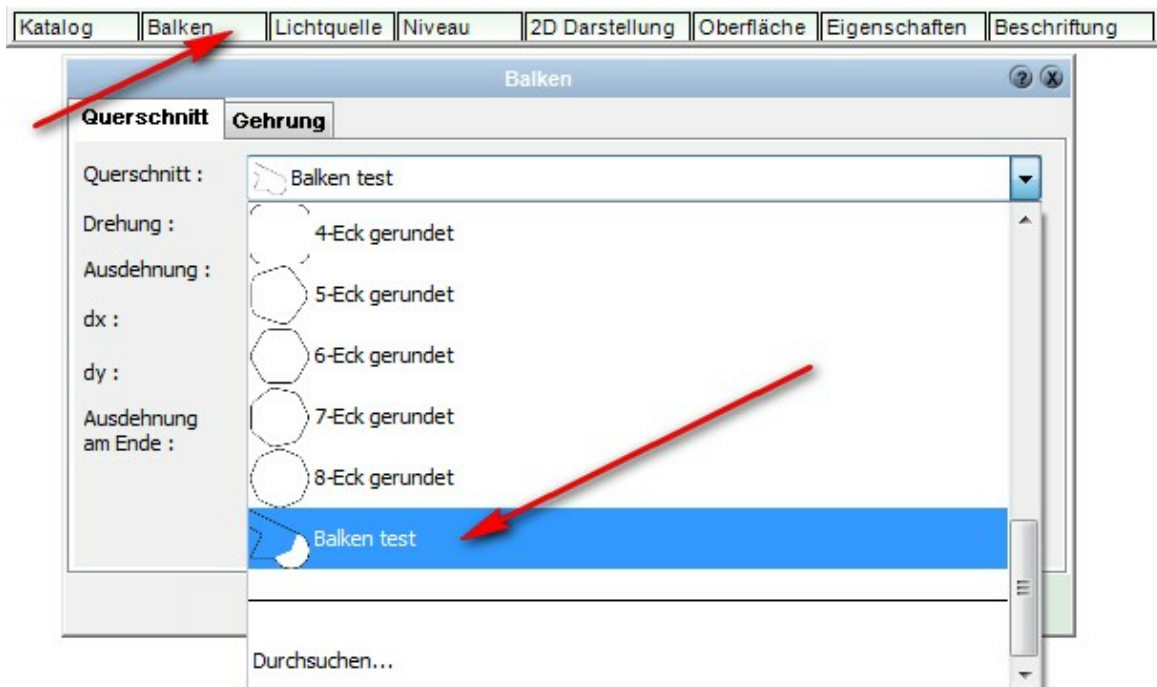 Katalog Balken Lichtquelle Niveau 2D Darstellung Oberfläche Eigenschaften Beschriftung
Balken
Querschnitt Gehrung
Querschnitt : Balken test
Drehung : 4-Eck gerundet
Ausdehnung : 5-Eck gerundet
dx :
6-Eck gerundet
dy :
Ausdehnung 7-Eck gerundet
am Ende :
8-Eck gerundet
Balken test
Durchsuchen...